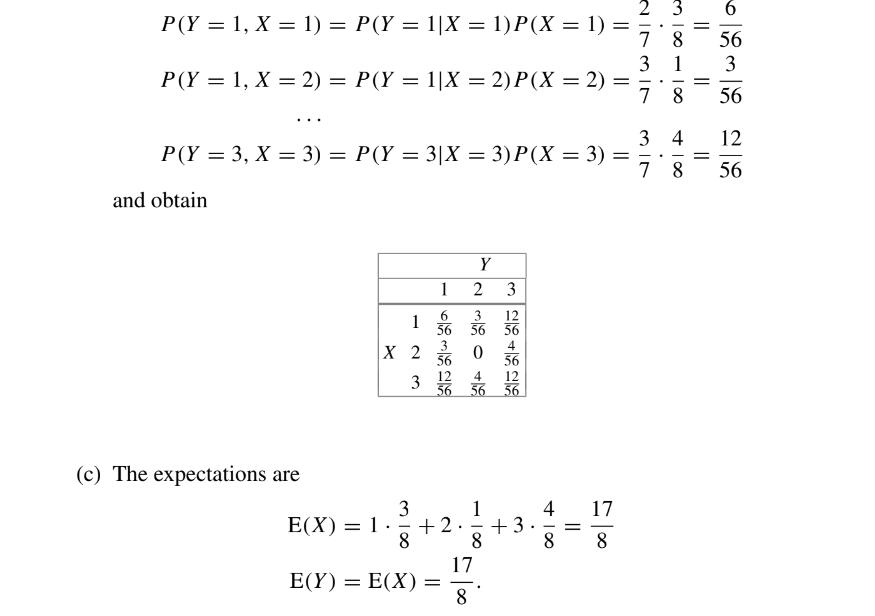 P(Y = 1, X = 1) = P(Y = 1|X = 1)P(X = 1) = 2/7 · 3/8 = 6/56
P(Y = 1, X = 2) = P(Y = 1|X = 2)P(X = 2) = 3/7 · 1/8 = 3/56
...
P(Y = 3, X = 3) = P(Y = 3|X = 3)P(X = 3) = 3/7 · 4/8 = 12/56
and obtain
Y
1 2 3
1 6/56 3/56 12/56
X 2 3/56 0 4/56
3 12/56 4/56 12/56
(c) The expectations are
E(X) = 1 · 3/8 + 2 · 1/8 + 3 · 4/8 = 17/8
E(Y) = E(X) = 17/8.